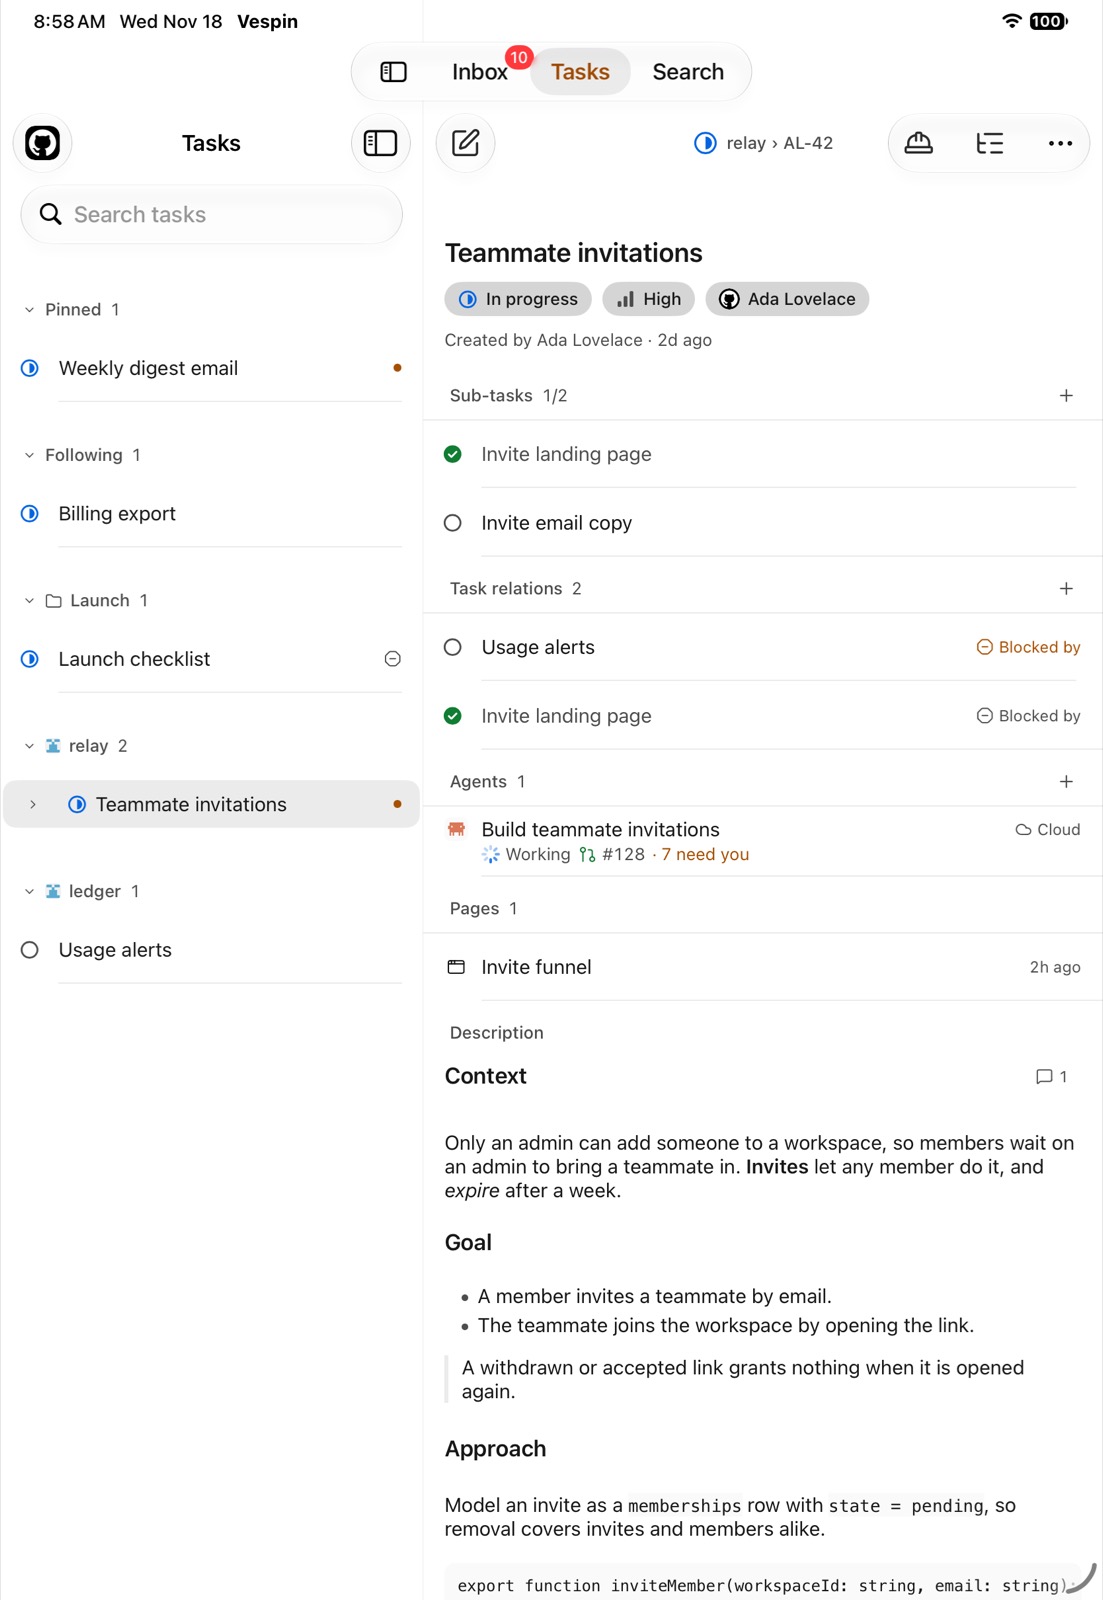 8:58 AM Wed Nov 18 Vespin
100
Inbox
10
Tasks
Search
Tasks
Search tasks
Pinned 1
Weekly digest email
Following 1
Billing export
Launch 1
Launch checklist
relay 2
Teammate invitations
ledger 1
Usage alerts
relay › AL-42
Teammate invitations
In progress
High
Ada Lovelace
Created by Ada Lovelace · 2d ago
Sub-tasks 1/2
Invite landing page
Invite email copy
Task relations 2
Usage alerts
Blocked by
Invite landing page
Blocked by
Agents 1
Build teammate invitations
Cloud
Working #128 · 7 need you
Pages 1
Invite funnel
2h ago
Description
Context
1
Only an admin can add someone to a workspace, so members wait on
an admin to bring a teammate in. Invites let any member do it, and
expire after a week.
Goal
• A member invites a teammate by email.
• The teammate joins the workspace by opening the link.
A withdrawn or accepted link grants nothing when it is opened
again.
Approach
Model an invite as a memberships row with state = pending, so
removal covers invites and members alike.
export function inviteMember(workspaceId: string, email: string)